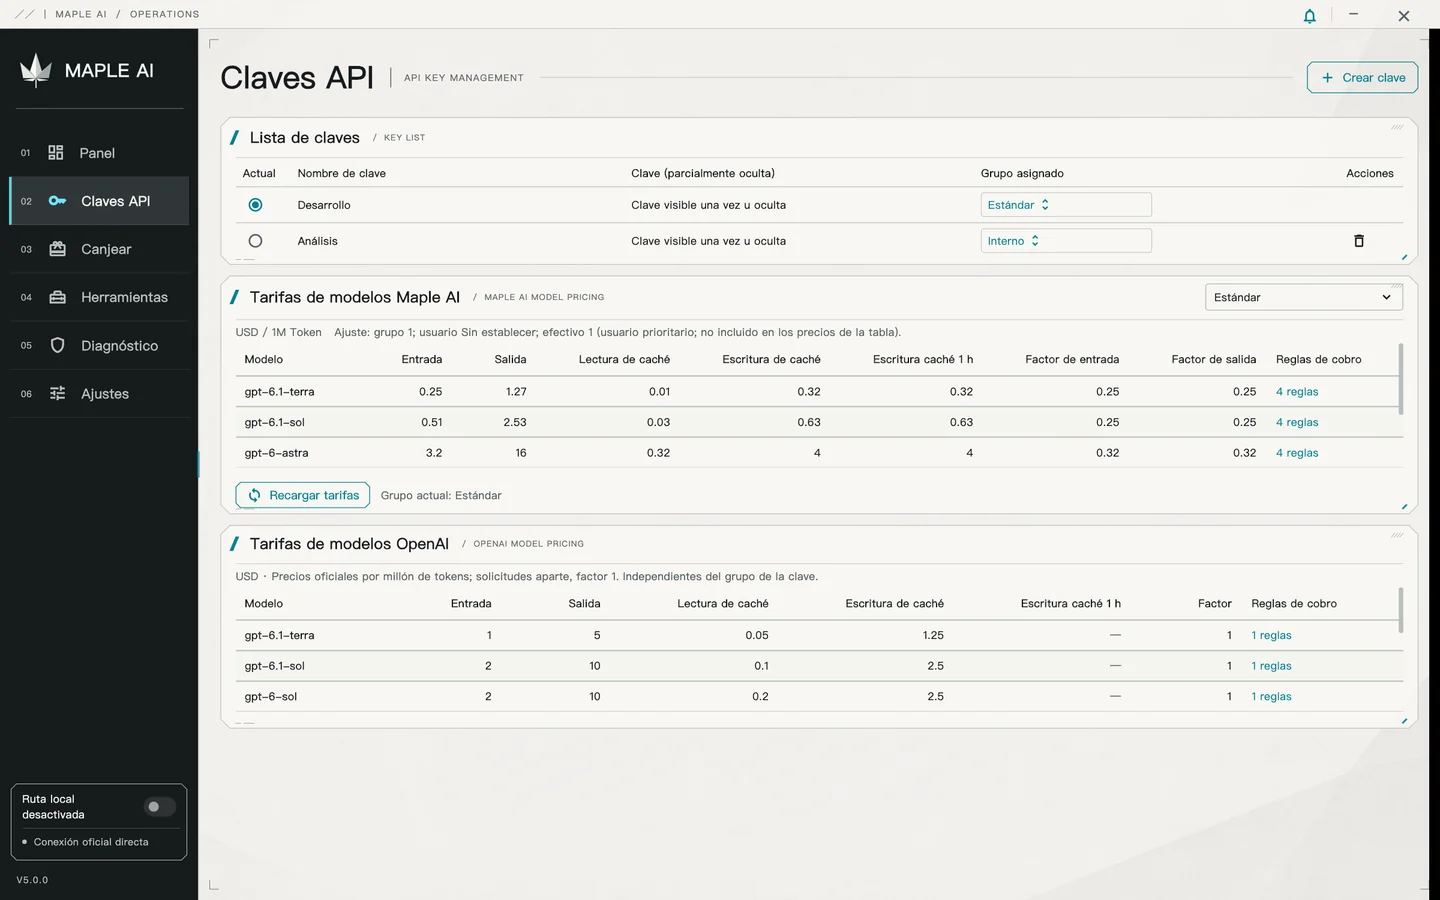 MAPLE AI / OPERATIONS
MAPLE AI
01 Panel
02 Claves API
03 Canjear
04 Herramientas
05 Diagnóstico
06 Ajustes
Ruta local
desactivada
Conexión oficial directa
V5.0.0
Claves API
API KEY MANAGEMENT
+ Crear clave
Lista de claves / KEY LIST
Actual Nombre de clave Clave (parcialmente oculta) Grupo asignado Acciones
Desarrollo Clave visible una vez u oculta Estándar
Análisis Clave visible una vez u oculta Interno
Tarifas de modelos Maple AI / MAPLE AI MODEL PRICING Estándar
USD / 1M Token Ajuste: grupo 1; usuario Sin establecer; efectivo 1 (usuario prioritario; no incluido en los precios de la tabla).
Modelo Entrada Salida Lectura de caché Escritura de caché Escritura caché 1 h Factor de entrada Factor de salida Reglas de cobro
gpt-6.1-terra 0.25 1.27 0.01 0.32 0.32 0.25 0.25 4 reglas
gpt-6.1-sol 0.51 2.53 0.03 0.63 0.63 0.25 0.25 4 reglas
gpt-6-astra 3.2 16 0.32 4 4 0.32 0.32 4 reglas
Recargar tarifas Grupo actual: Estándar
Tarifas de modelos OpenAI / OPENAI MODEL PRICING
USD · Precios oficiales por millón de tokens; solicitudes aparte, factor 1. Independientes del grupo de la clave.
Modelo Entrada Salida Lectura de caché Escritura de caché Escritura caché 1 h Factor Reglas de cobro
gpt-6.1-terra 1 5 0.05 1.25 — 1 1 reglas
gpt-6.1-sol 2 10 0.1 2.5 — 1 1 reglas
gpt-6-sol 2 10 0.2 2.5 — 1 1 reglas